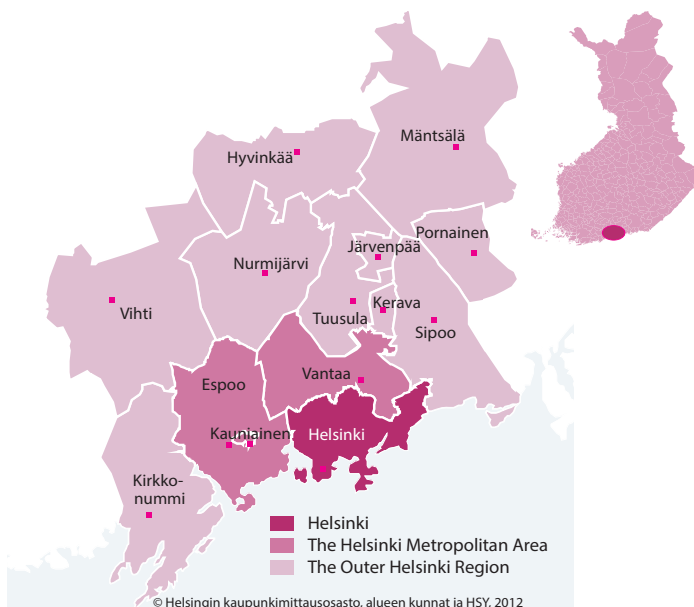 Mäntsälä
Hyvinkää
Pornainen
Järvenpää
Nurmijärvi
Kerava
Vihti
Tuusula
Sipoo
Vantaa
Espoo
Kauniainen
Helsinki
Kirkko-
nummi
Helsinki
The Helsinki Metropolitan Area
The Outer Helsinki Region
© Helsingin kaupunkimittausosasto, alueen kunnat ja HSY, 2012